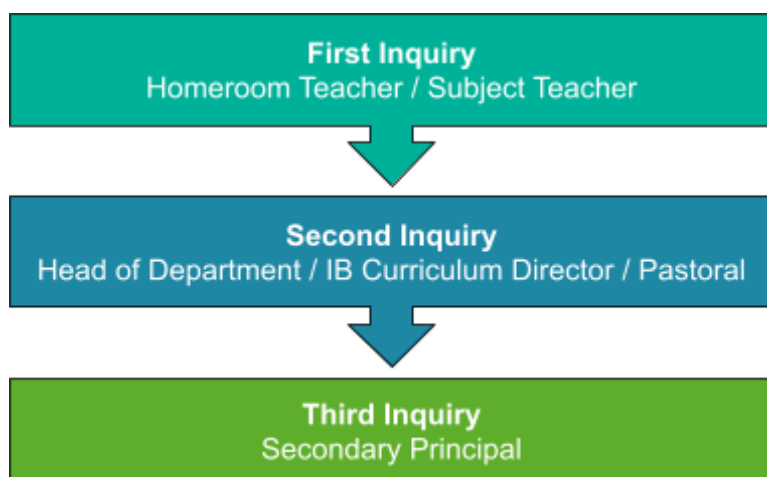 First Inquiry
Homeroom Teacher / Subject Teacher
Second Inquiry
Head of Department / IB Curriculum Director / Pastoral
Third Inquiry
Secondary Principal